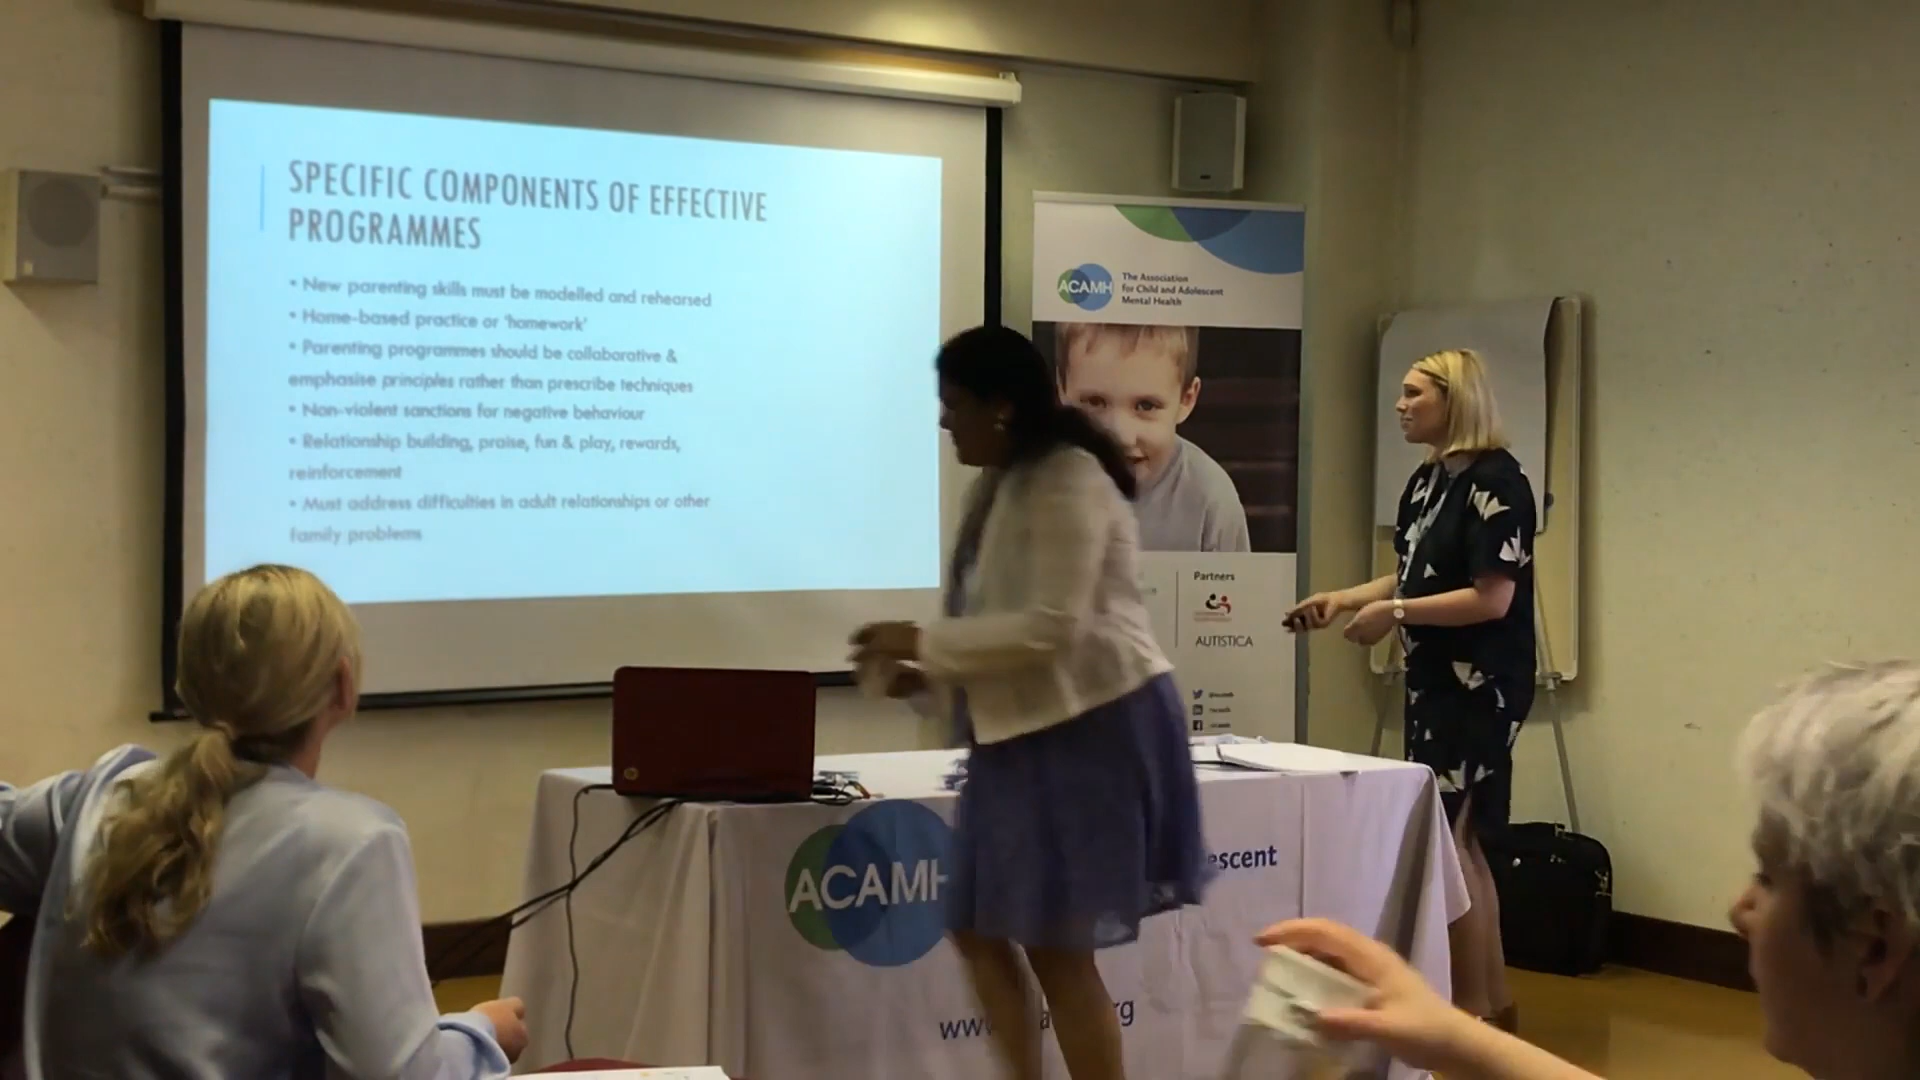 SPECIFIC COMPONENTS OF EFFECTIVE
PROGRAMMES
• New parenting skills must be modelled and rehearsed
• Home-based practice or 'homework'
• Parenting programmes should be collaborative &
emphasise principles rather than prescribe techniques
• Non-violent sanctions for negative behaviour
• Relationship building, praise, fun & play, rewards,
reinforcement
• Must address difficulties in adult relationships or other
family problems
ACAMH
The Association
for Child and Adolescent
Mental Health
Partners
AUTISTICA
ACAMH
escent
www.
rg